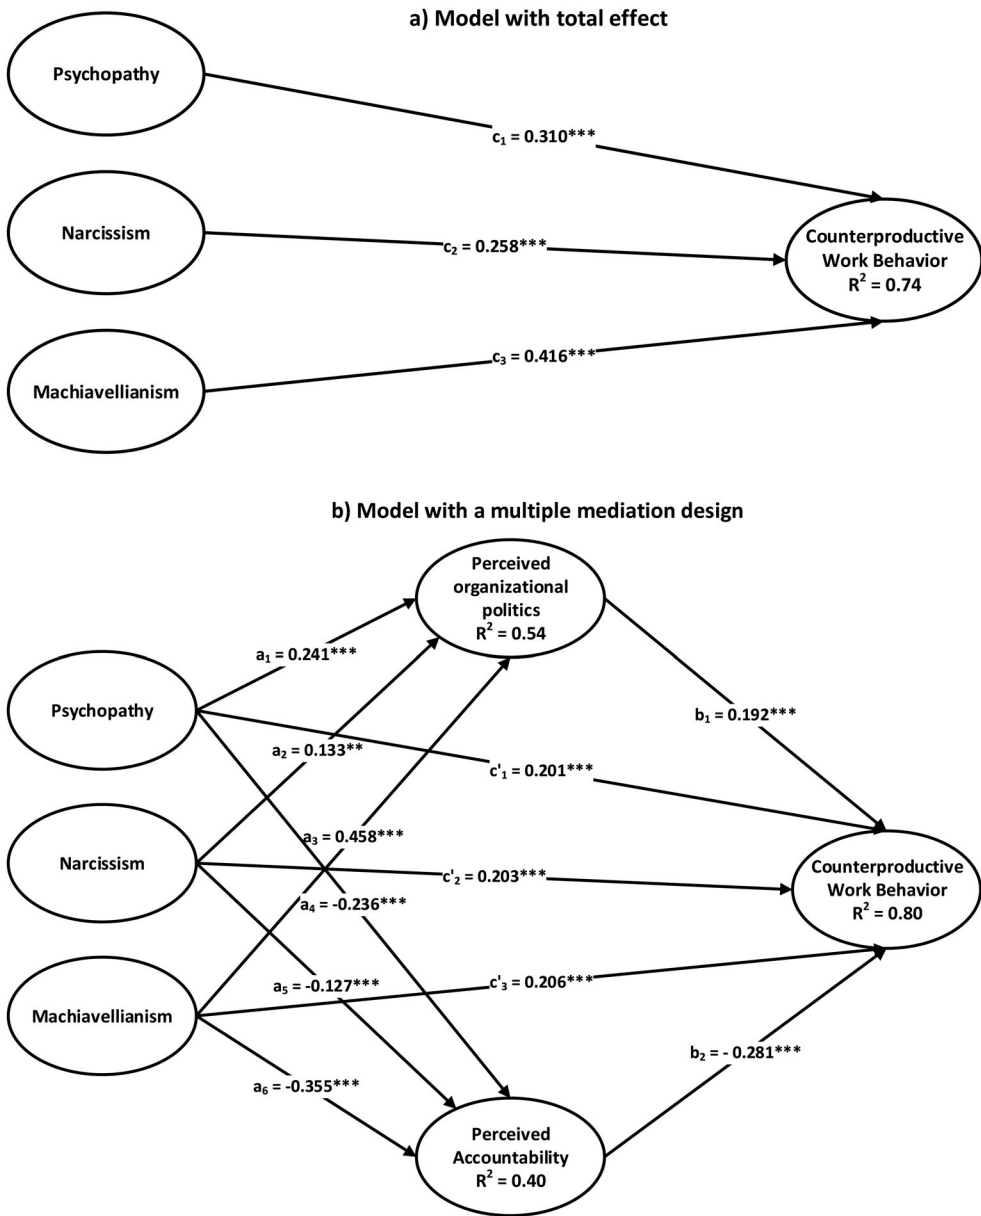 a) Model with total effect
Psychopathy
c₁ = 0.310***
Narcissism
c₂ = 0.258***
Counterproductive
Work Behavior
R² = 0.74
Machiavellianism
c₃ = 0.416***
b) Model with a multiple mediation design
Perceived
organizational
politics
R² = 0.54
a₁ = 0.241***
Psychopathy
b₁ = 0.192***
a₂ = 0.133**
c'₁ = 0.201***
a₃ = 0.458***
Narcissism
c'₂ = 0.203***
Counterproductive
Work Behavior
R² = 0.80
a₄ = -0.236***
a₅ = -0.127***
c'₃ = 0.206***
Machiavellianism
b₂ = - 0.281***
a₆ = -0.355***
Perceived
Accountability
R² = 0.40